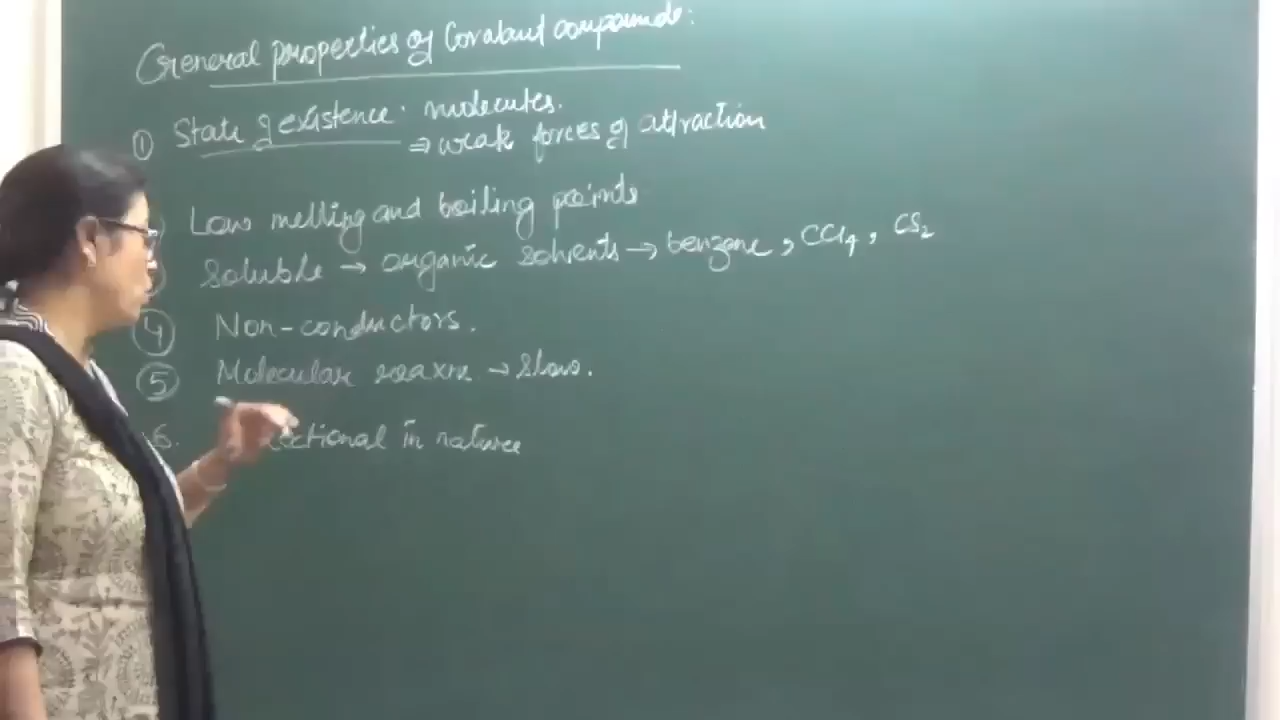 General properties of Covalent compounds:
① State of existence: molecules.
⇒ weak forces of attraction
Low melting and boiling points
Soluble → organic solvents → benzene, CCl₄, CS₂
④ Non-conductors.
⑤ Molecular reaxn → slow.
6. ectional in nature